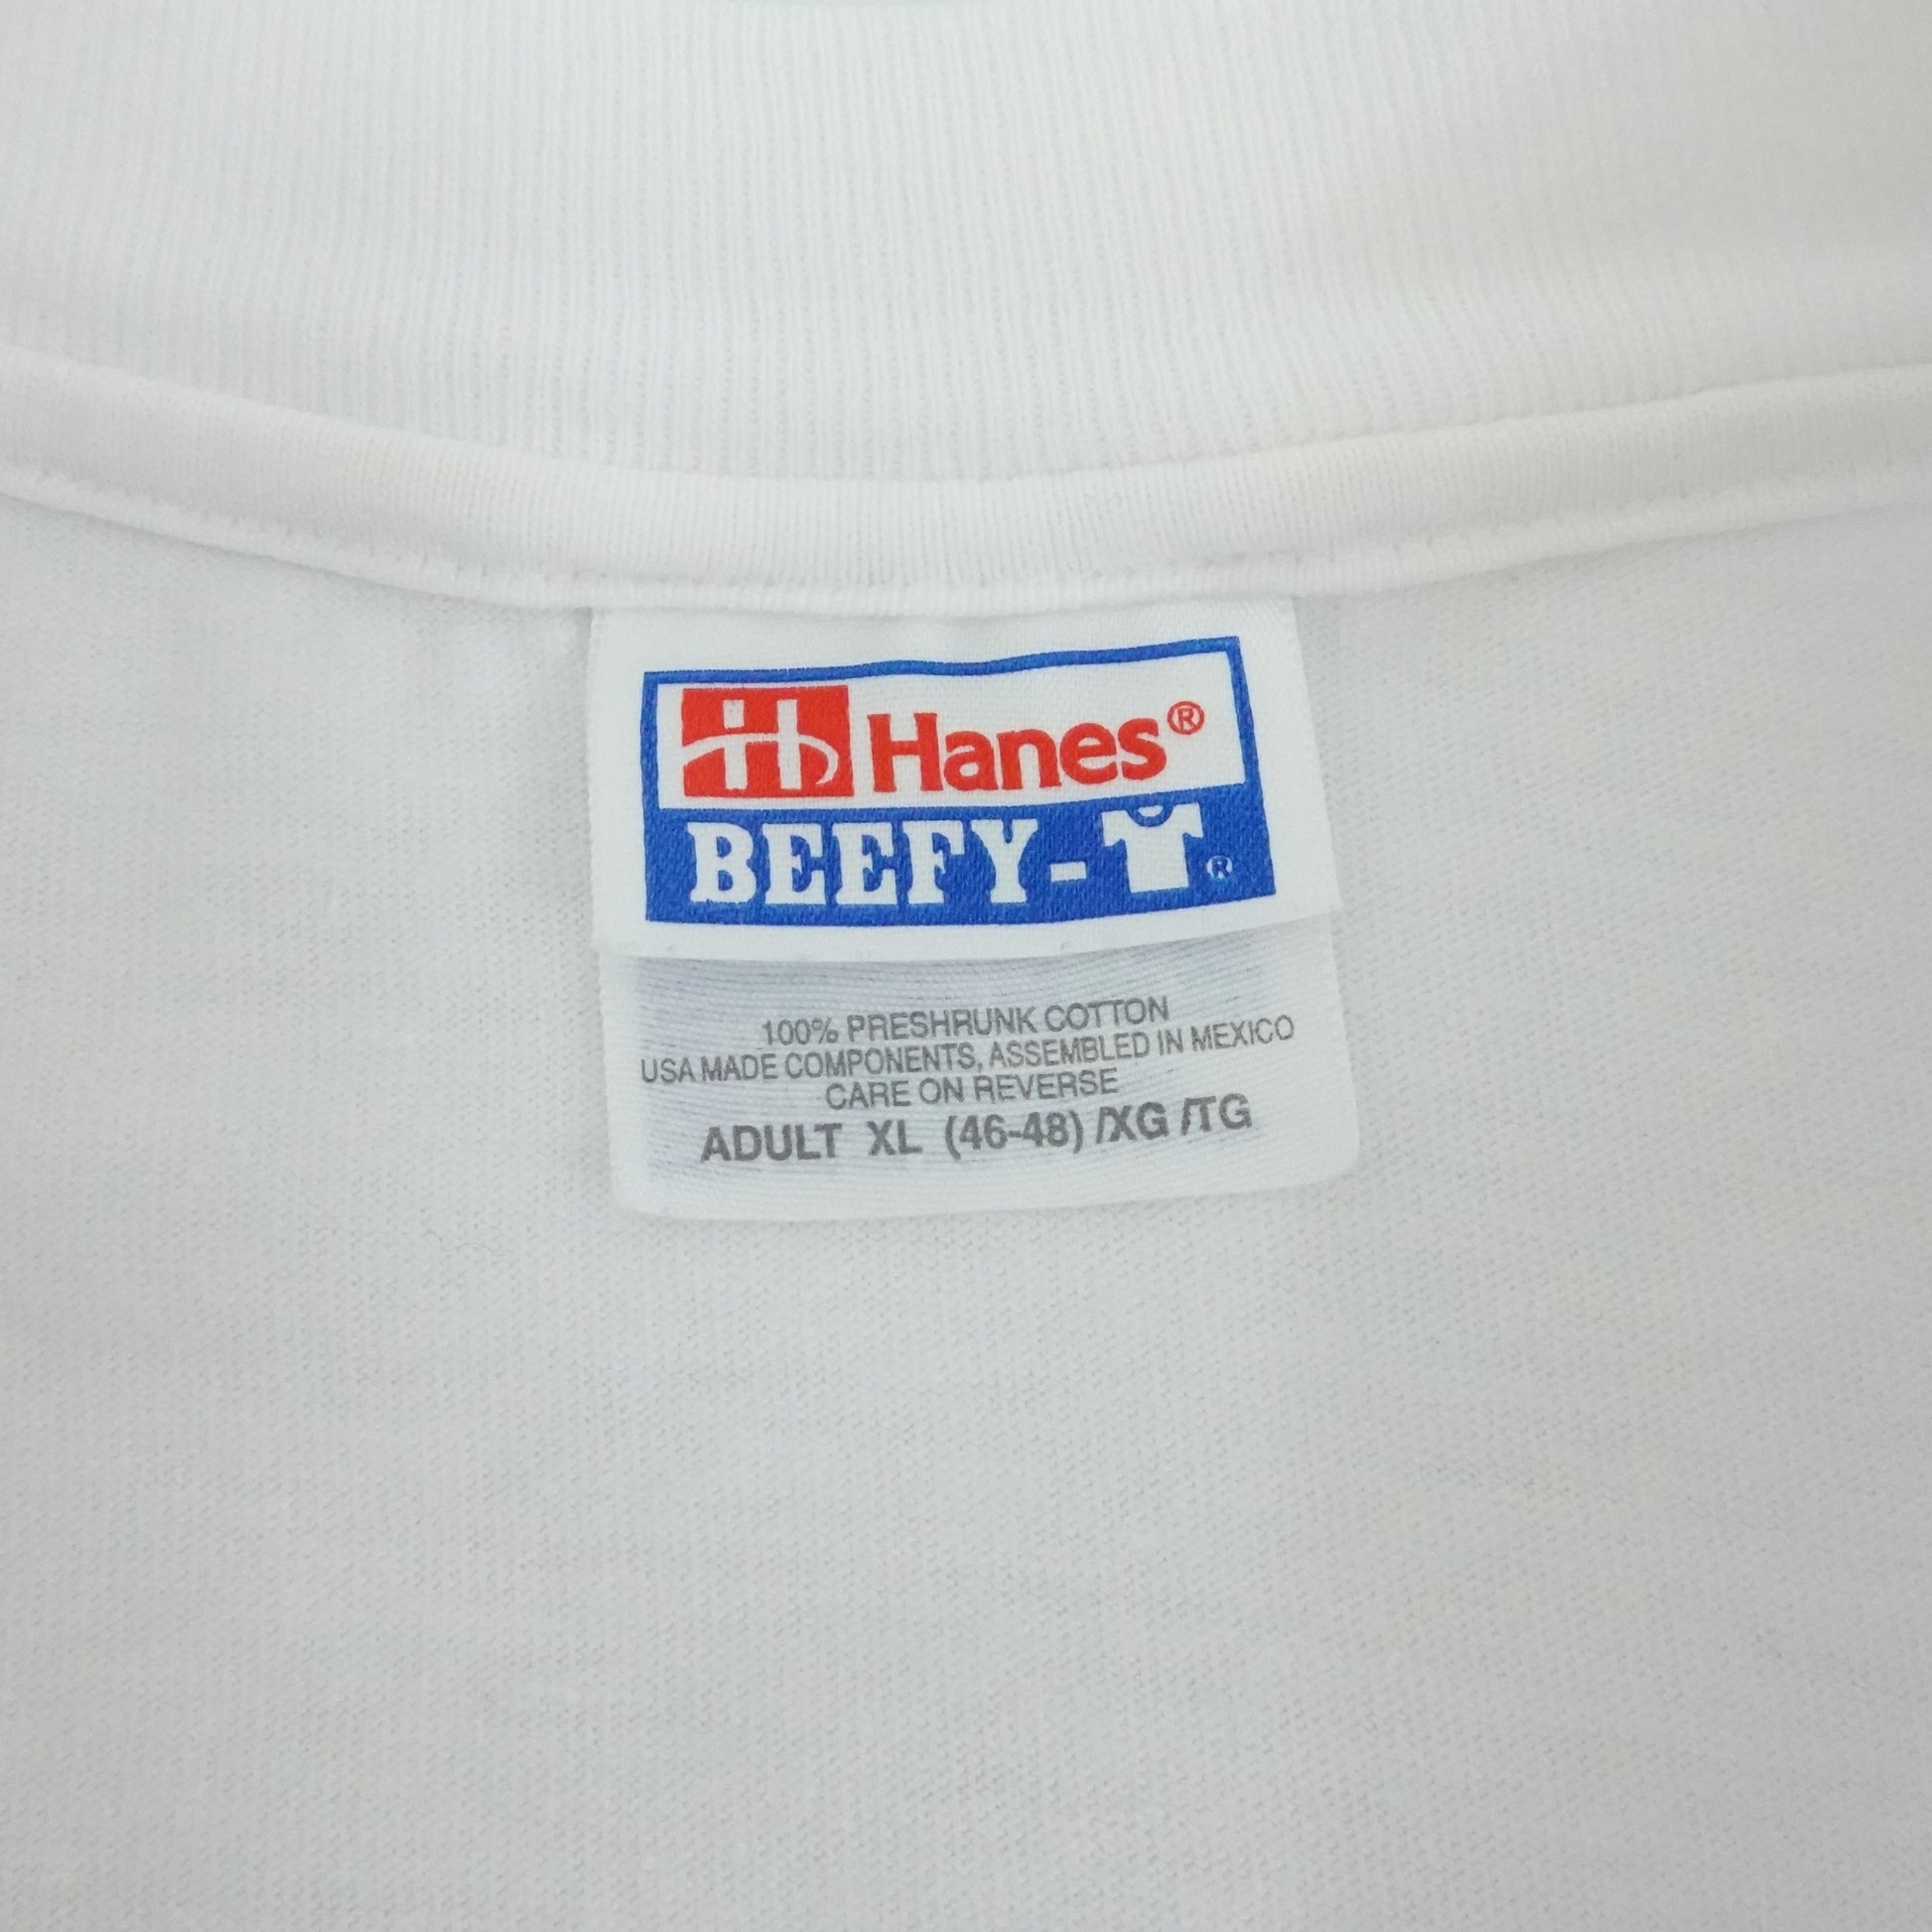 H Hanes®
BEEFY-T®
100% PRESHRUNK COTTON
USA MADE COMPONENTS, ASSEMBLED IN MEXICO
CARE ON REVERSE
ADULT XL (46-48) /XG /TG